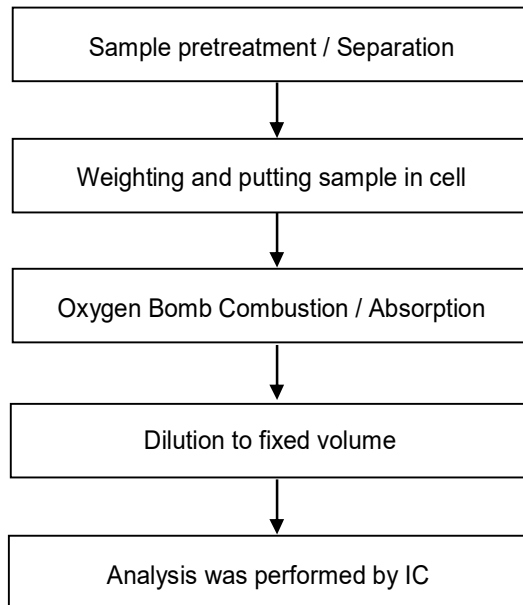 Sample pretreatment / Separation
Weighting and putting sample in cell
Oxygen Bomb Combustion / Absorption
Dilution to fixed volume
Analysis was performed by IC